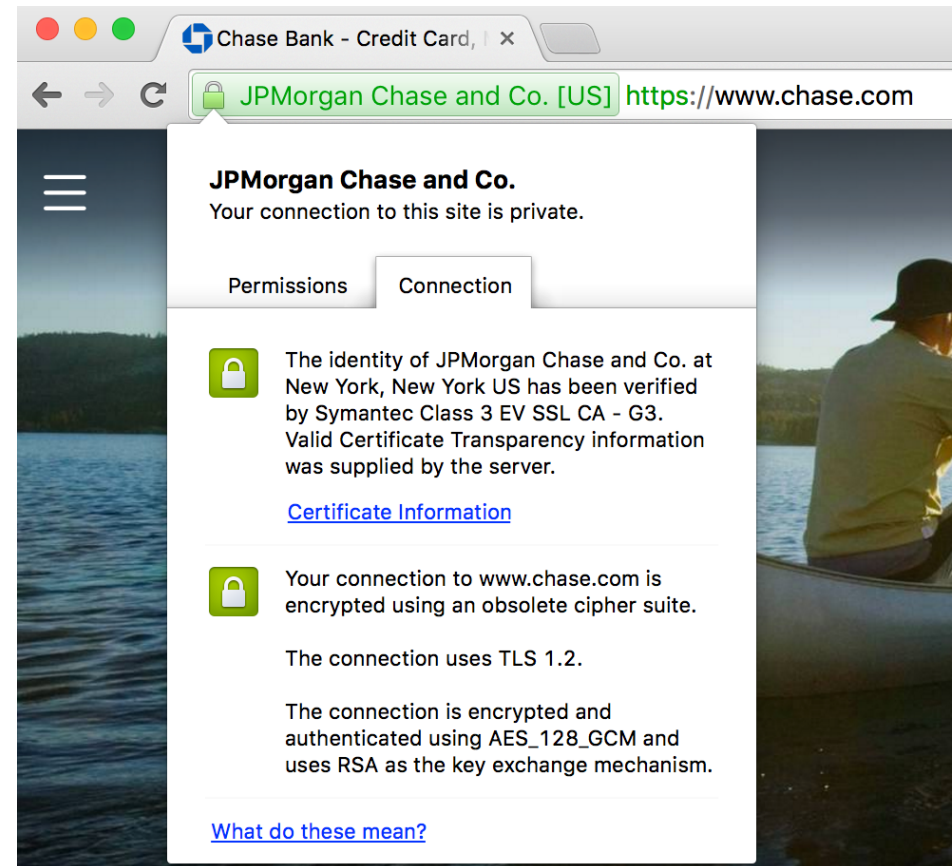 Chase Bank - Credit Card,
JPMorgan Chase and Co. [US] https://www.chase.com
JPMorgan Chase and Co.
Your connection to this site is private.
Permissions Connection
The identity of JPMorgan Chase and Co. at
New York, New York US has been verified
by Symantec Class 3 EV SSL CA - G3.
Valid Certificate Transparency information
was supplied by the server.
Certificate Information
Your connection to www.chase.com is
encrypted using an obsolete cipher suite.
The connection uses TLS 1.2.
The connection is encrypted and
authenticated using AES_128_GCM and
uses RSA as the key exchange mechanism.
What do these mean?